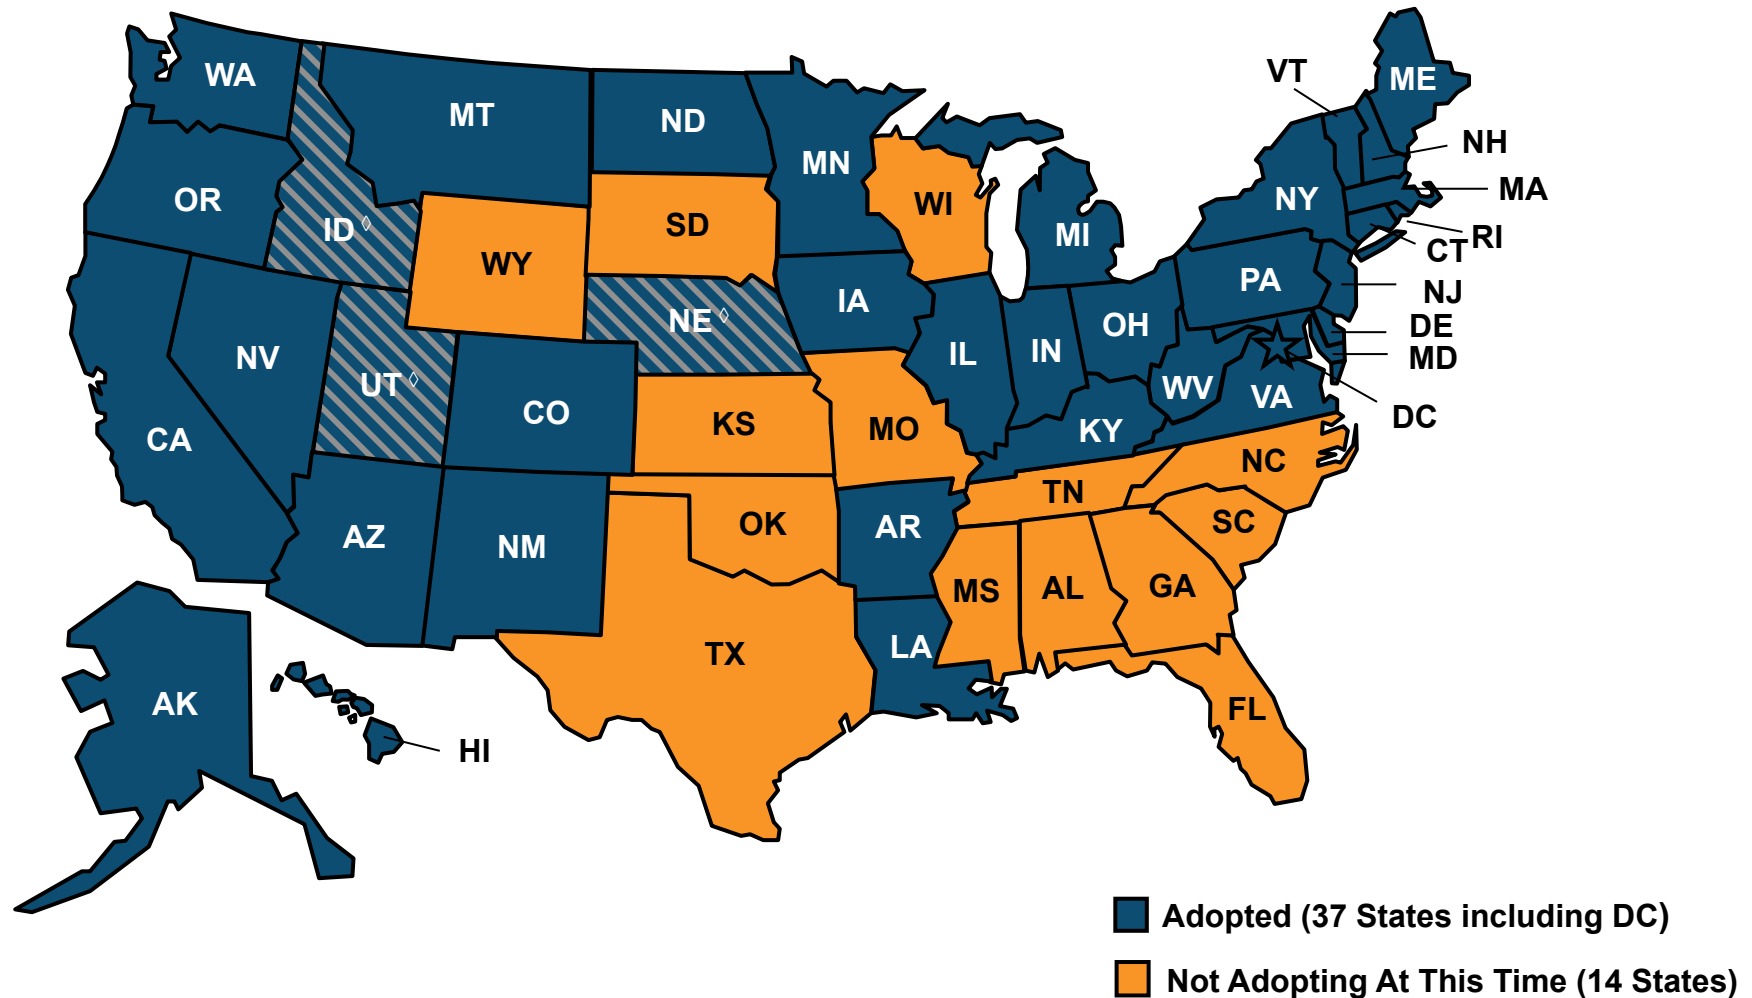 VT
ME
WA
MT
ND
NH
MN
MA
OR
NY
WI
ID◊
SD
MI
RI
CT
WY
PA
NJ
IA
NE◊
OH
DE
IL
IN
MD
NV
UT◊
WV
VA
CO
DC
KS
MO
KY
CA
NC
TN
OK
AR
SC
AZ
NM
MS
AL
GA
LA
TX
AK
FL
HI
Adopted (37 States including DC)
Not Adopting At This Time (14 States)